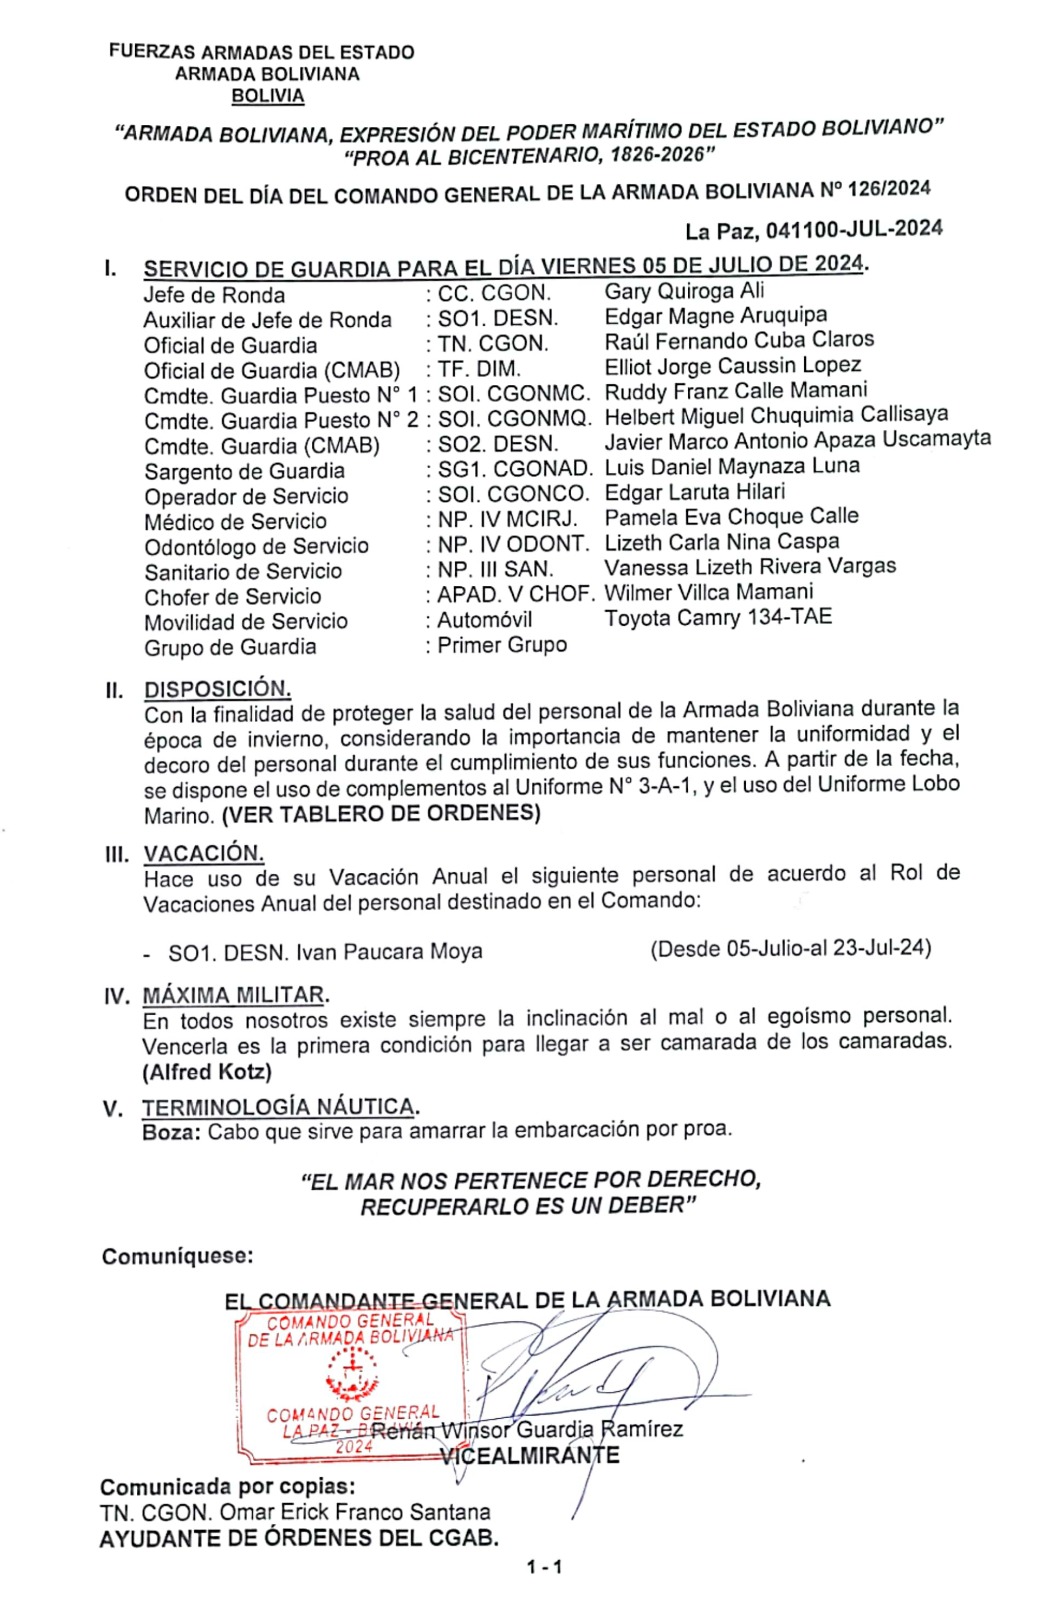 FUERZAS ARMADAS DEL ESTADO
ARMADA BOLIVIANA
BOLIVIA
“ARMADA BOLIVIANA, EXPRESIÓN DEL PODER MARÍTIMO DEL ESTADO BOLIVIANO”
“PROA AL BICENTENARIO, 1826-2026”
ORDEN DEL DÍA DEL COMANDO GENERAL DE LA ARMADA BOLIVIANA Nº 126/2024
La Paz, 041100-JUL-2024
I. SERVICIO DE GUARDIA PARA EL DÍA VIERNES 05 DE JULIO DE 2024.
Jefe de Ronda : CC. CGON. Gary Quiroga Ali
Auxiliar de Jefe de Ronda : SO1. DESN. Edgar Magne Aruquipa
Oficial de Guardia : TN. CGON. Raúl Fernando Cuba Claros
Oficial de Guardia (CMAB) : TF. DIM. Elliot Jorge Caussin Lopez
Cmdte. Guardia Puesto N° 1 : SOI. CGONMC. Ruddy Franz Calle Mamani
Cmdte. Guardia Puesto N° 2 : SOI. CGONMQ. Helbert Miguel Chuquimia Callisaya
Cmdte. Guardia (CMAB) : SO2. DESN. Javier Marco Antonio Apaza Uscamayta
Sargento de Guardia : SG1. CGONAD. Luis Daniel Maynaza Luna
Operador de Servicio : SOI. CGONCO. Edgar Laruta Hilari
Médico de Servicio : NP. IV MCIRJ. Pamela Eva Choque Calle
Odontólogo de Servicio : NP. IV ODONT. Lizeth Carla Nina Caspa
Sanitario de Servicio : NP. III SAN. Vanessa Lizeth Rivera Vargas
Chofer de Servicio : APAD. V CHOF. Wilmer Villca Mamani
Movilidad de Servicio : Automóvil Toyota Camry 134-TAE
Grupo de Guardia : Primer Grupo
II. DISPOSICIÓN.
Con la finalidad de proteger la salud del personal de la Armada Boliviana durante la
época de invierno, considerando la importancia de mantener la uniformidad y el
decoro del personal durante el cumplimiento de sus funciones. A partir de la fecha,
se dispone el uso de complementos al Uniforme N° 3-A-1, y el uso del Uniforme Lobo
Marino. (VER TABLERO DE ORDENES)
III. VACACIÓN.
Hace uso de su Vacación Anual el siguiente personal de acuerdo al Rol de
Vacaciones Anual del personal destinado en el Comando:
- SO1. DESN. Ivan Paucara Moya (Desde 05-Julio-al 23-Jul-24)
IV. MÁXIMA MILITAR.
En todos nosotros existe siempre la inclinación al mal o al egoísmo personal.
Vencerla es la primera condición para llegar a ser camarada de los camaradas.
(Alfred Kotz)
V. TERMINOLOGÍA NÁUTICA.
Boza: Cabo que sirve para amarrar la embarcación por proa.
“EL MAR NOS PERTENECE POR DERECHO,
RECUPERARLO ES UN DEBER”
Comuníquese:
EL COMANDANTE GENERAL DE LA ARMADA BOLIVIANA
COMANDO GENERAL
DE LA ARMADA BOLIVIANA
COMANDO GENERAL
LA PAZ - BOLIVIA
2024
Renán Winsor Guardia Ramírez
VICEALMIRANTE
Comunicada por copias:
TN. CGON. Omar Erick Franco Santana
AYUDANTE DE ÓRDENES DEL CGAB.
1 - 1